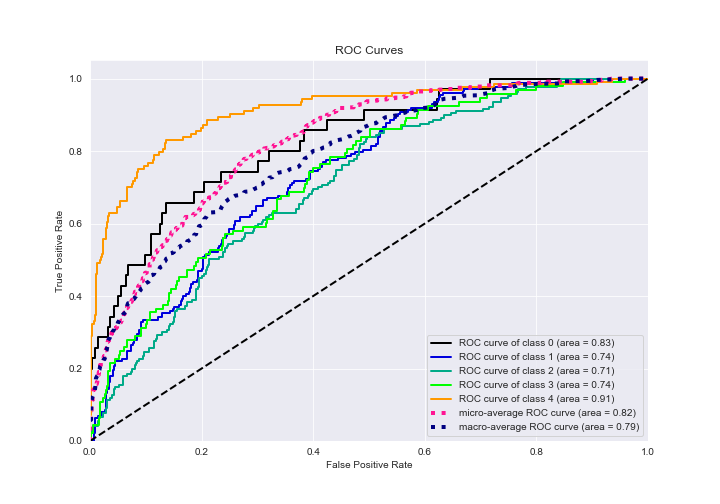 ROC Curves
True Positive Rate
1.0
0.8
0.6
0.4
0.2
0.0
ROC curve of class 0 (area = 0.83)
ROC curve of class 1 (area = 0.74)
ROC curve of class 2 (area = 0.71)
ROC curve of class 3 (area = 0.74)
ROC curve of class 4 (area = 0.91)
micro-average ROC curve (area = 0.82)
macro-average ROC curve (area = 0.79)
0.0 0.2 0.4 0.6 0.8 1.0
False Positive Rate